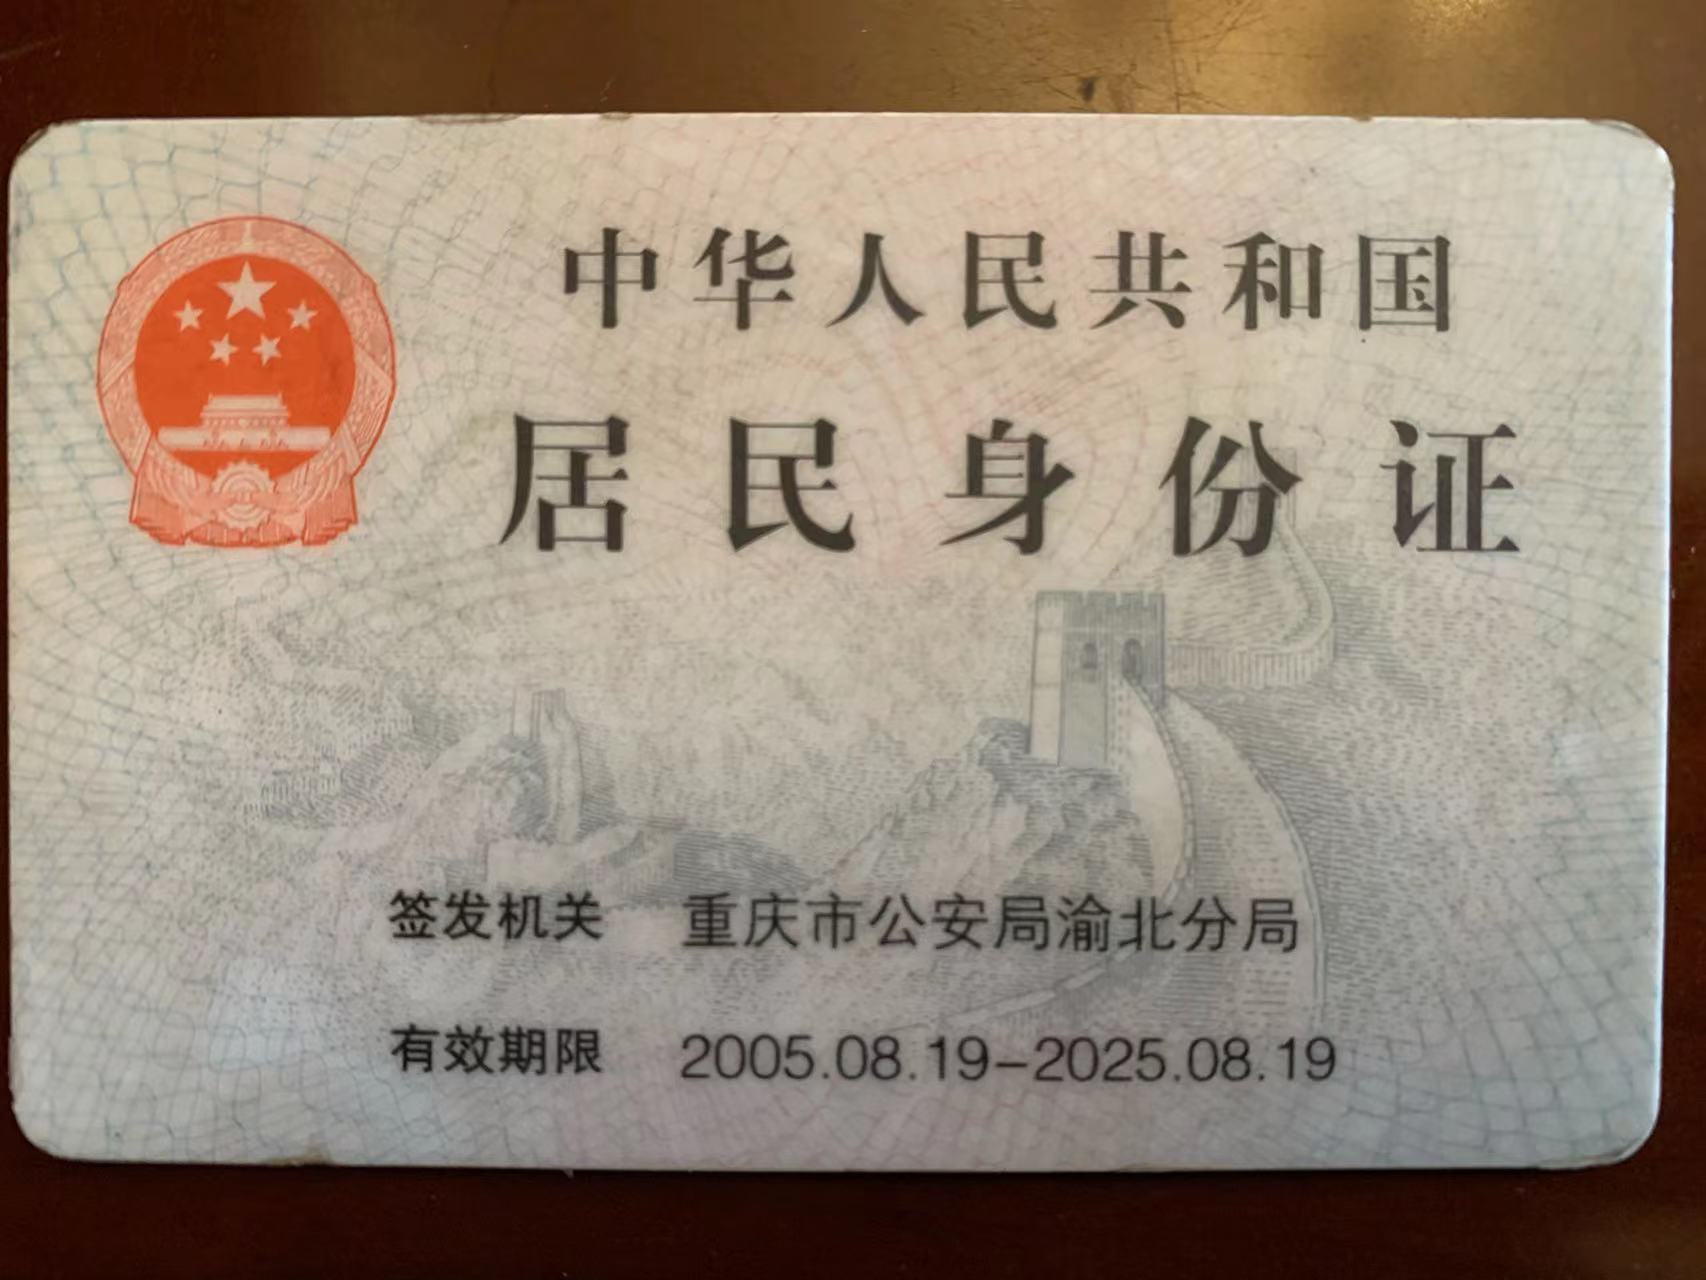 中华人民共和国
居民身份证
签发机关 重庆市公安局渝北分局
有效期限 2005.08.19-2025.08.19